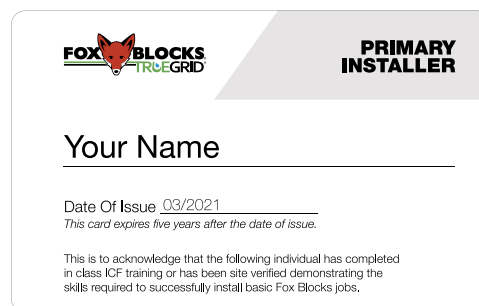 FOX BLOCKS
TRUEGRID
PRIMARY
INSTALLER
Your Name
Date Of Issue 03/2021
This card expires five years after the date of issue.
This is to acknowledge that the following individual has completed
in class ICF training or has been site verified demonstrating the
skills required to successfully install basic Fox Blocks jobs.